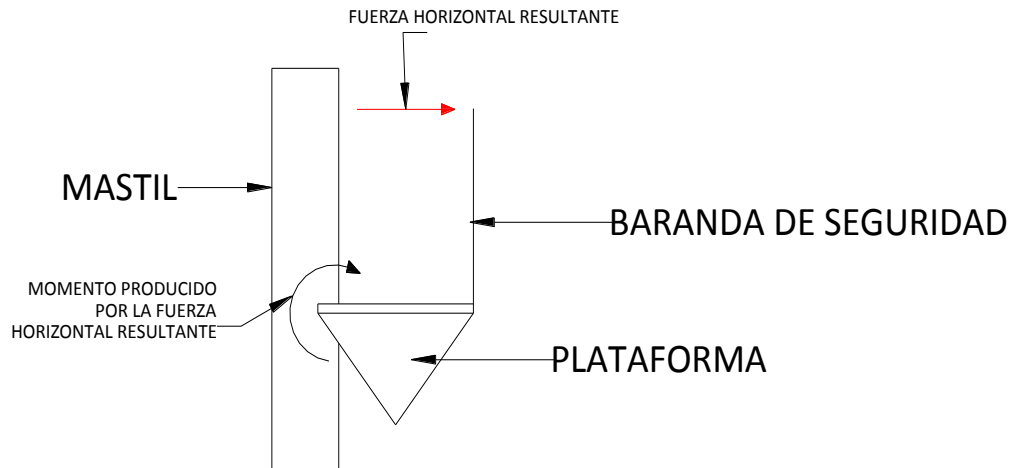 FUERZA HORIZONTAL RESULTANTE
MASTIL
BARANDA DE SEGURIDAD
MOMENTO PRODUCIDO
POR LA FUERZA
HORIZONTAL RESULTANTE
PLATAFORMA